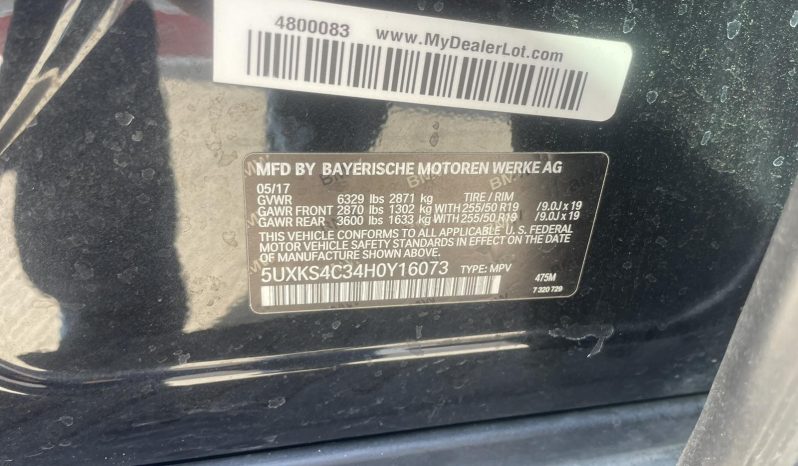 4800083 www.MyDealerLot.com
MFD BY BAYERISCHE MOTOREN WERKE AG
05/17
GVWR 6329 lbs 2871 kg TIRE / RIM
GAWR FRONT 2870 lbs 1302 kg WITH 255/50 R19 /9.0J x 19
GAWR REAR 3600 lbs 1633 kg WITH 255/50 R19 /9.0J x 19
THIS VEHICLE CONFORMS TO ALL APPLICABLE U. S. FEDERAL
MOTOR VEHICLE SAFETY STANDARDS IN EFFECT ON THE DATE
OF MANUFACTURE SHOWN ABOVE.
5UXKS4C34H0Y16073 TYPE: MPV 475M
7 320 729